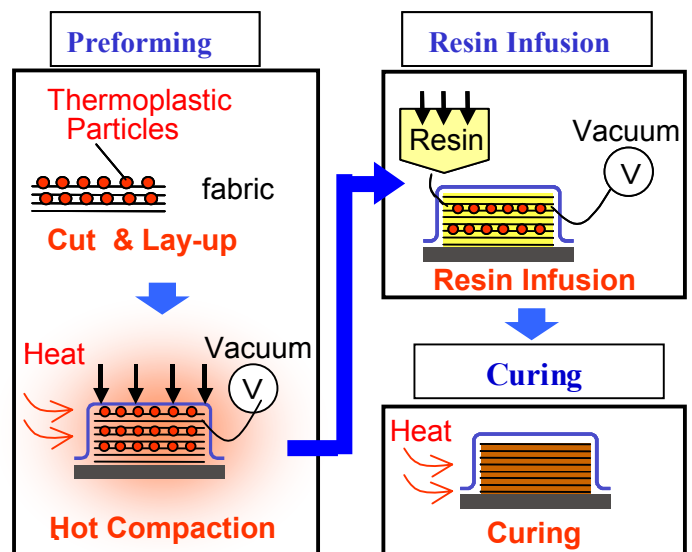 Preforming
Thermoplastic
Particles
fabric
Cut & Lay-up
Heat
Vacuum
V
Hot Compaction
Resin Infusion
Resin
Vacuum
V
Resin Infusion
Curing
Heat
Curing